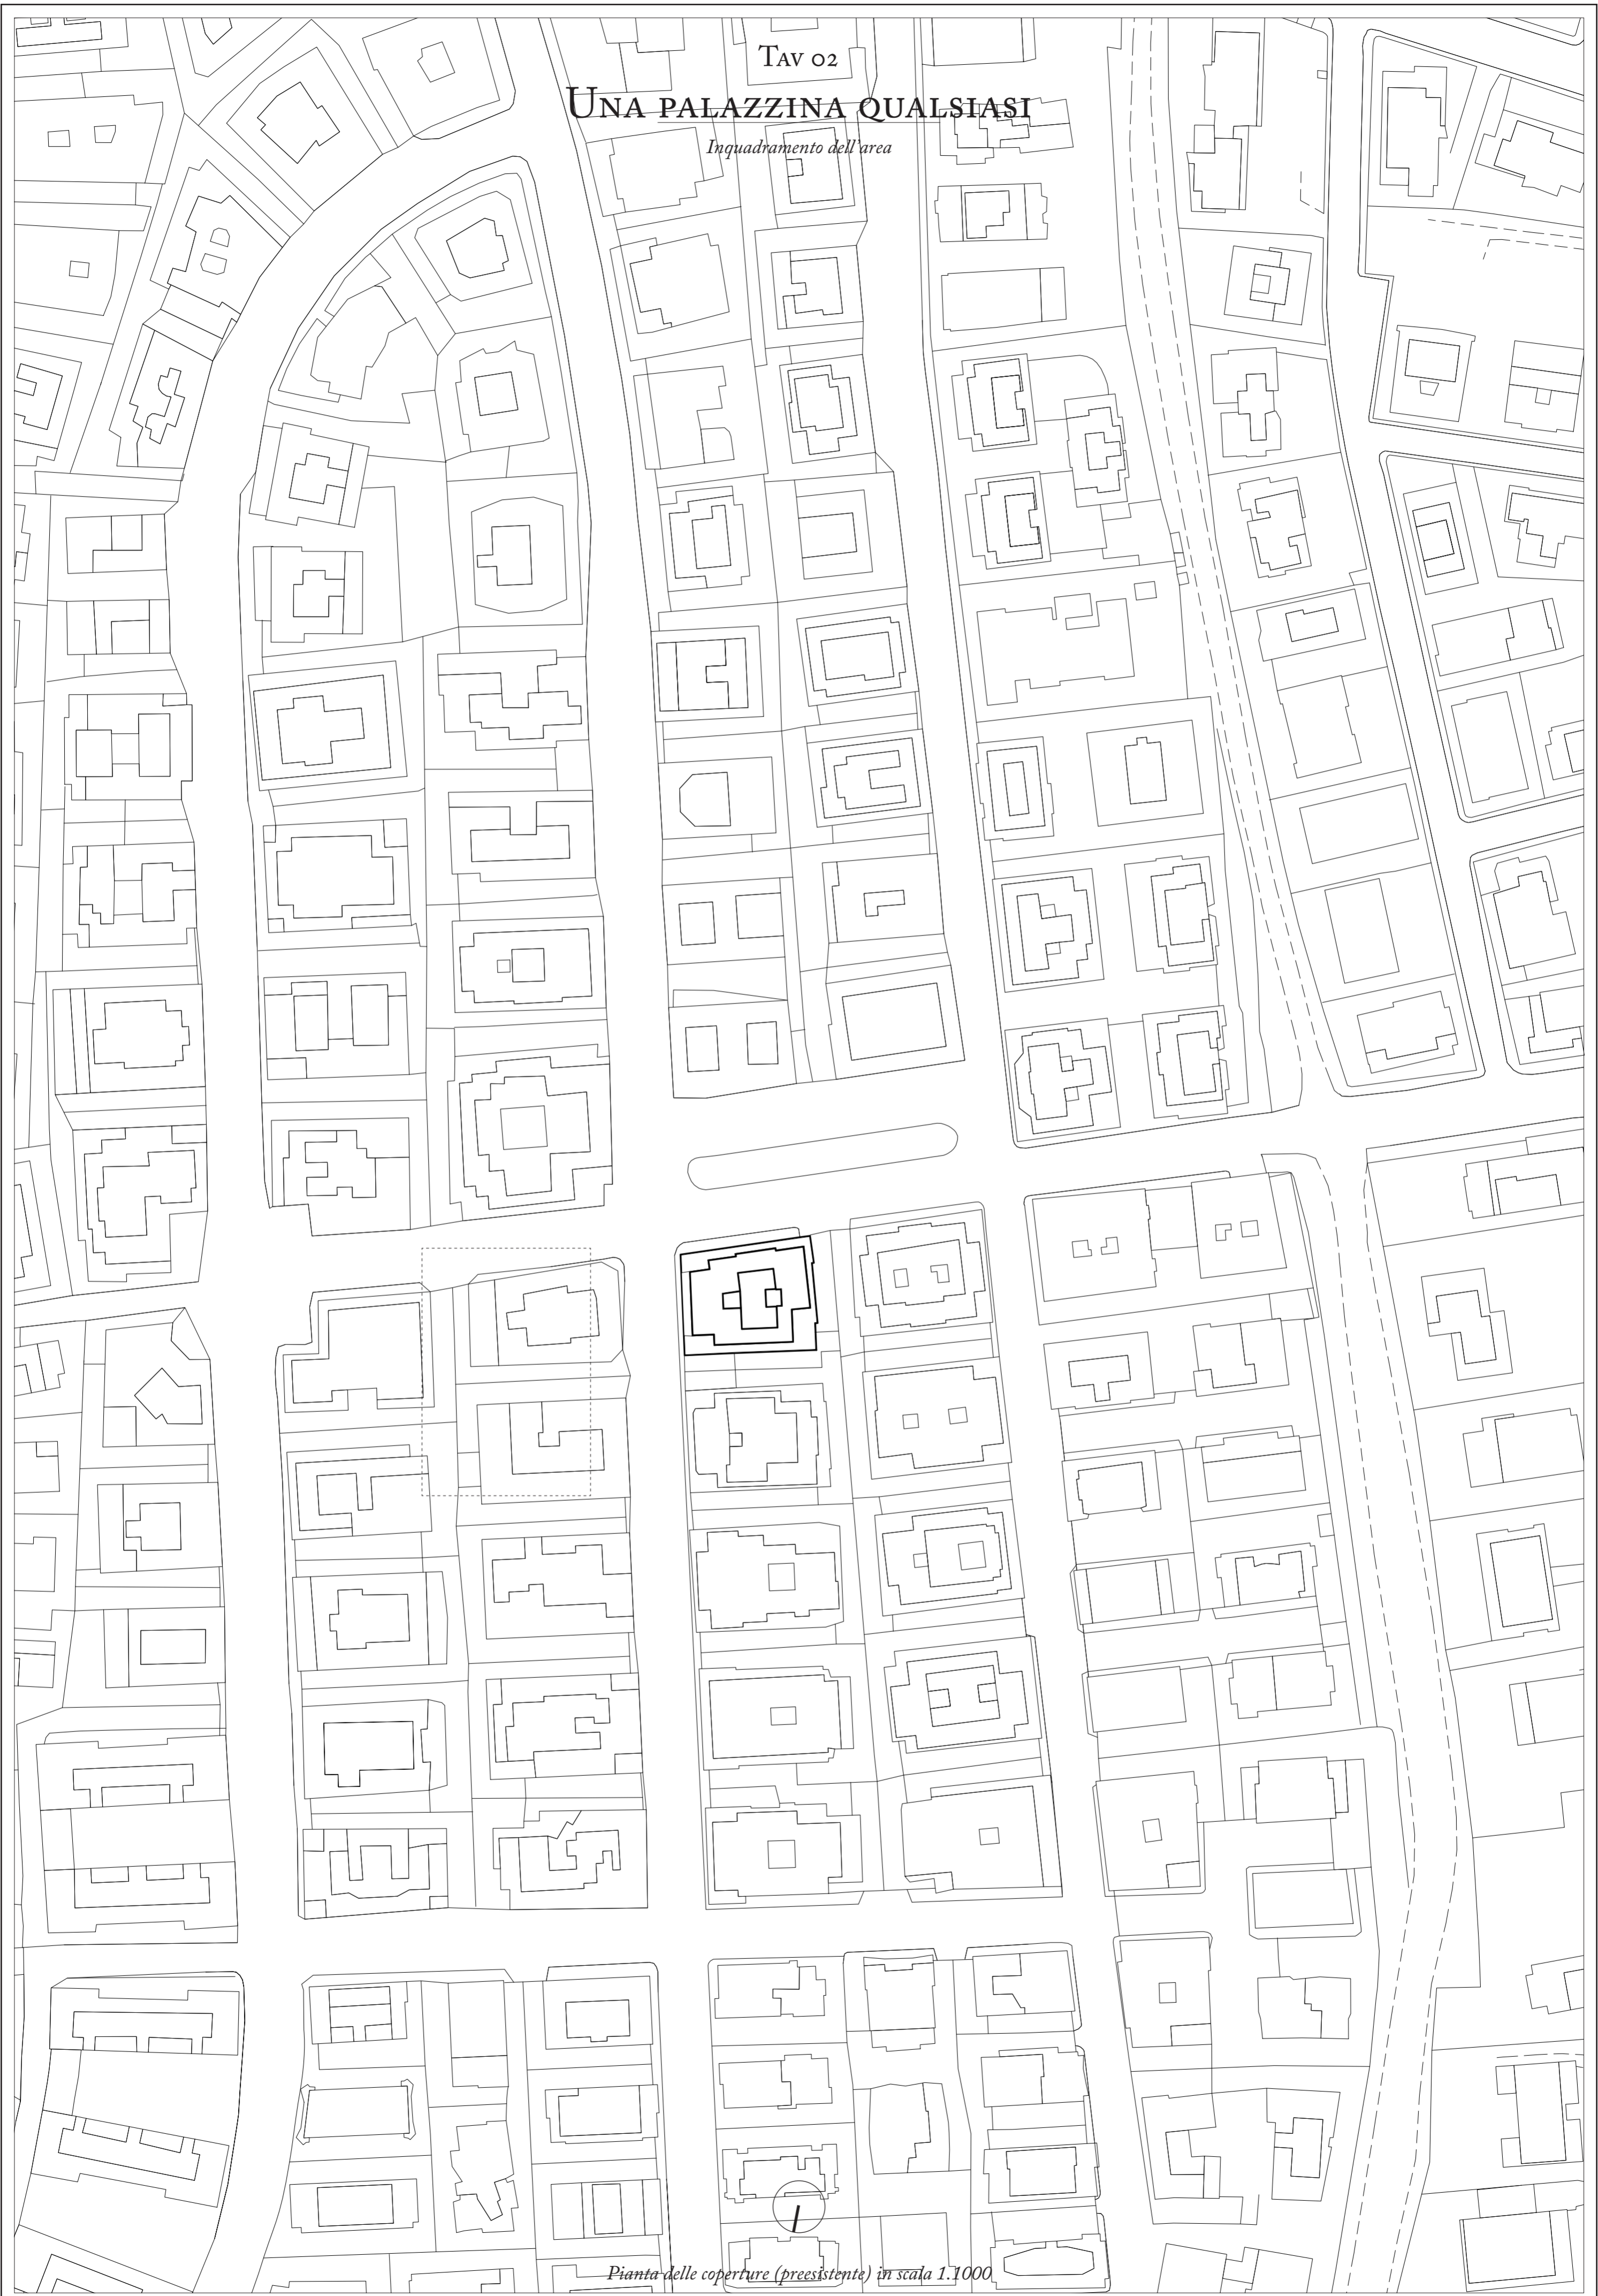 Tav 02
Una palazzina qualsiasi
Inquadramento dell'area
Pianta delle coperture (preesistente) in scala 1.1000